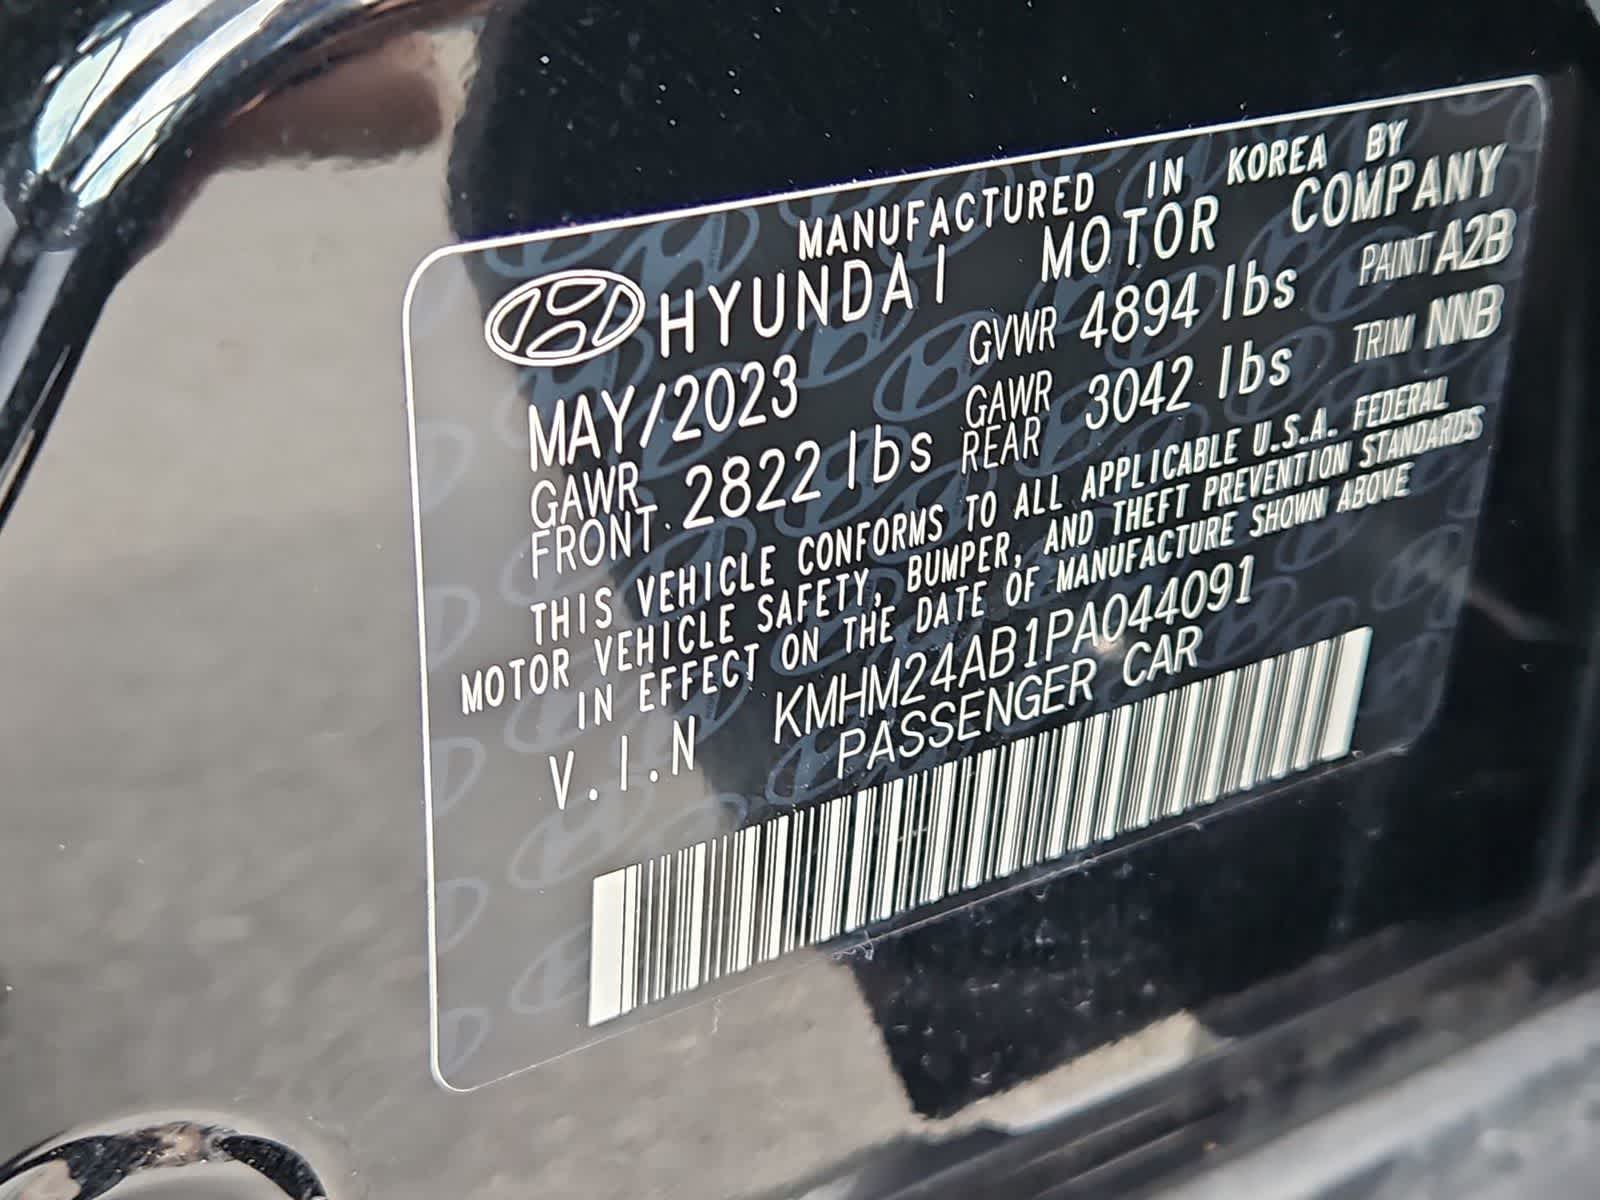 MANUFACTURED IN KOREA BY
HYUNDAI MOTOR COMPANY
MAY/2023 GVWR 4894 lbs PAINT A2B
GAWR FRONT 2822 lbs GAWR REAR 3042 lbs TRIM NNB
THIS VEHICLE CONFORMS TO ALL APPLICABLE U.S.A. FEDERAL
MOTOR VEHICLE SAFETY, BUMPER, AND THEFT PREVENTION STANDARDS
IN EFFECT ON THE DATE OF MANUFACTURE SHOWN ABOVE
V.I.N KMHM24AB1PA044091
PASSENGER CAR